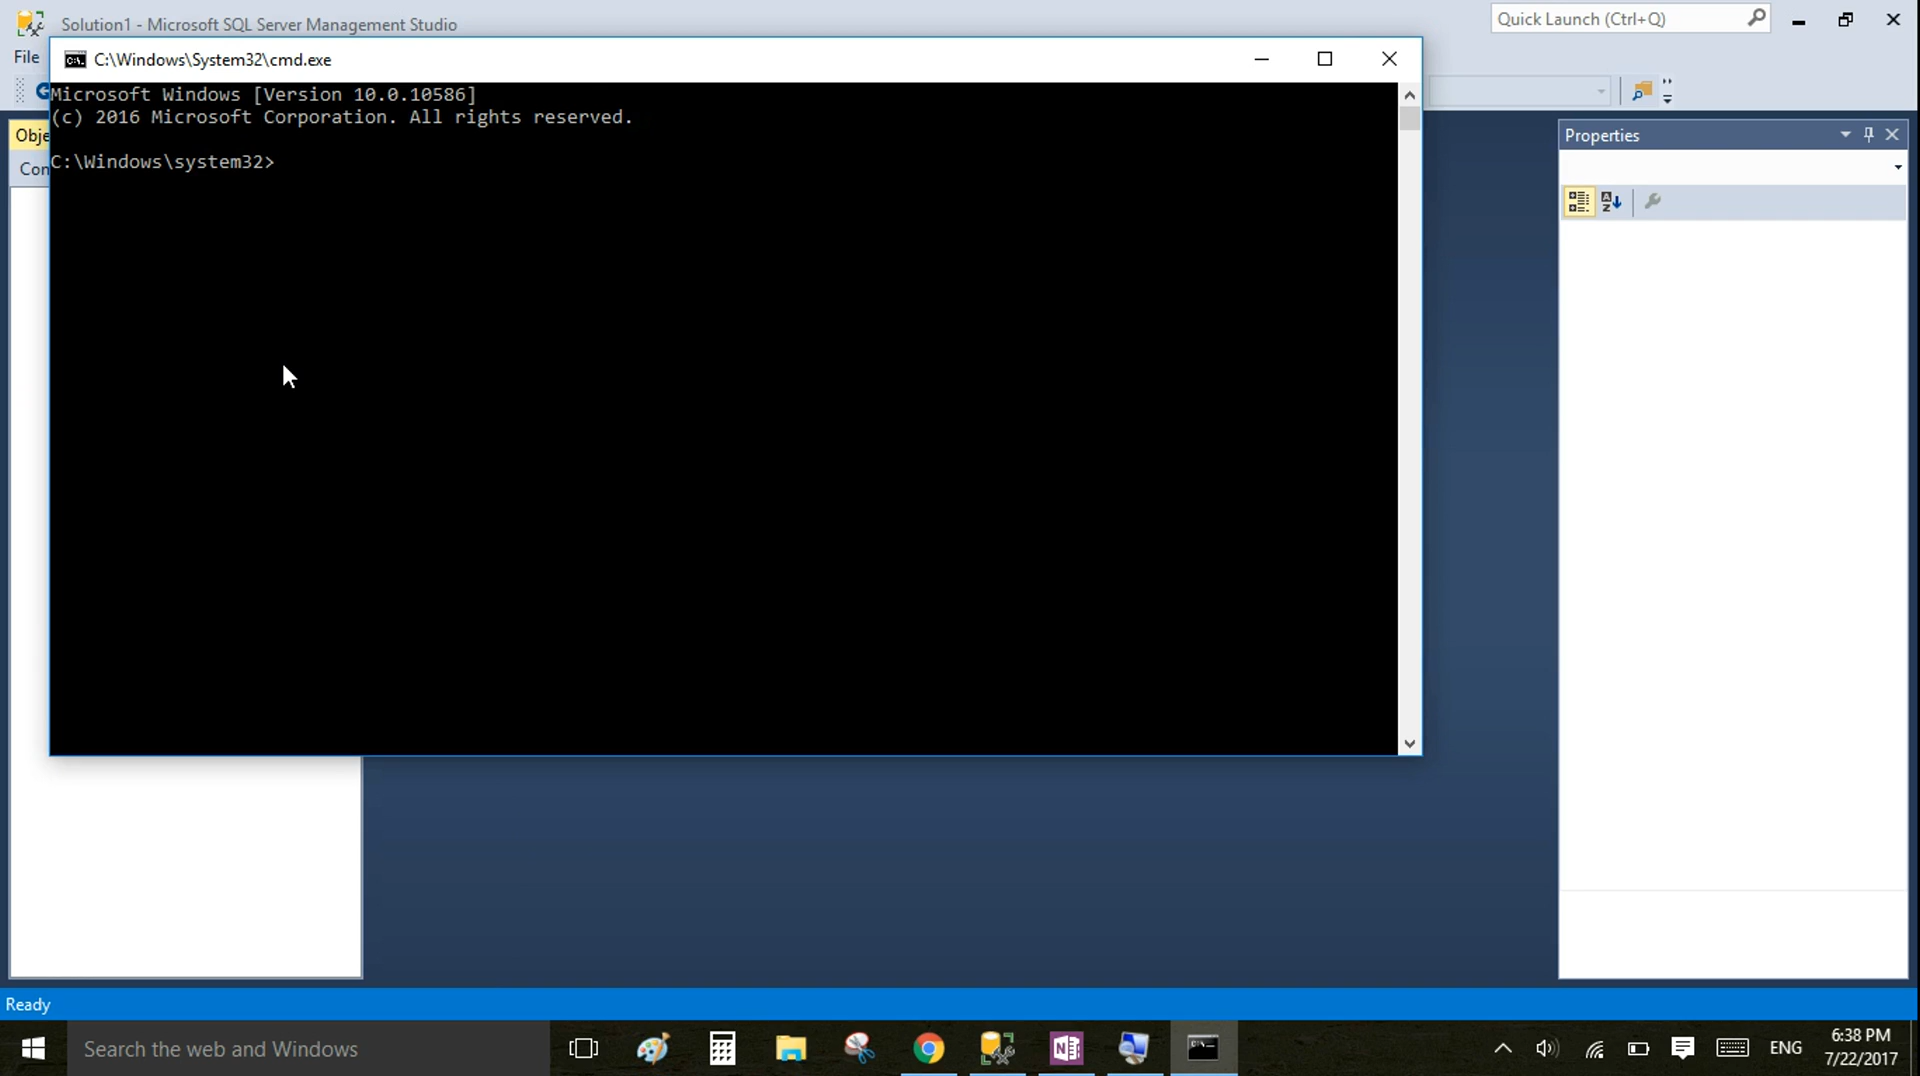 Solution1 - Microsoft SQL Server Management Studio
Quick Launch (Ctrl+Q)
File
C:\Windows\System32\cmd.exe
Microsoft Windows [Version 10.0.10586]
(c) 2016 Microsoft Corporation. All rights reserved.
C:\Windows\system32>
Obje
Con
Properties
Ready
Search the web and Windows
ENG
6:38 PM
7/22/2017